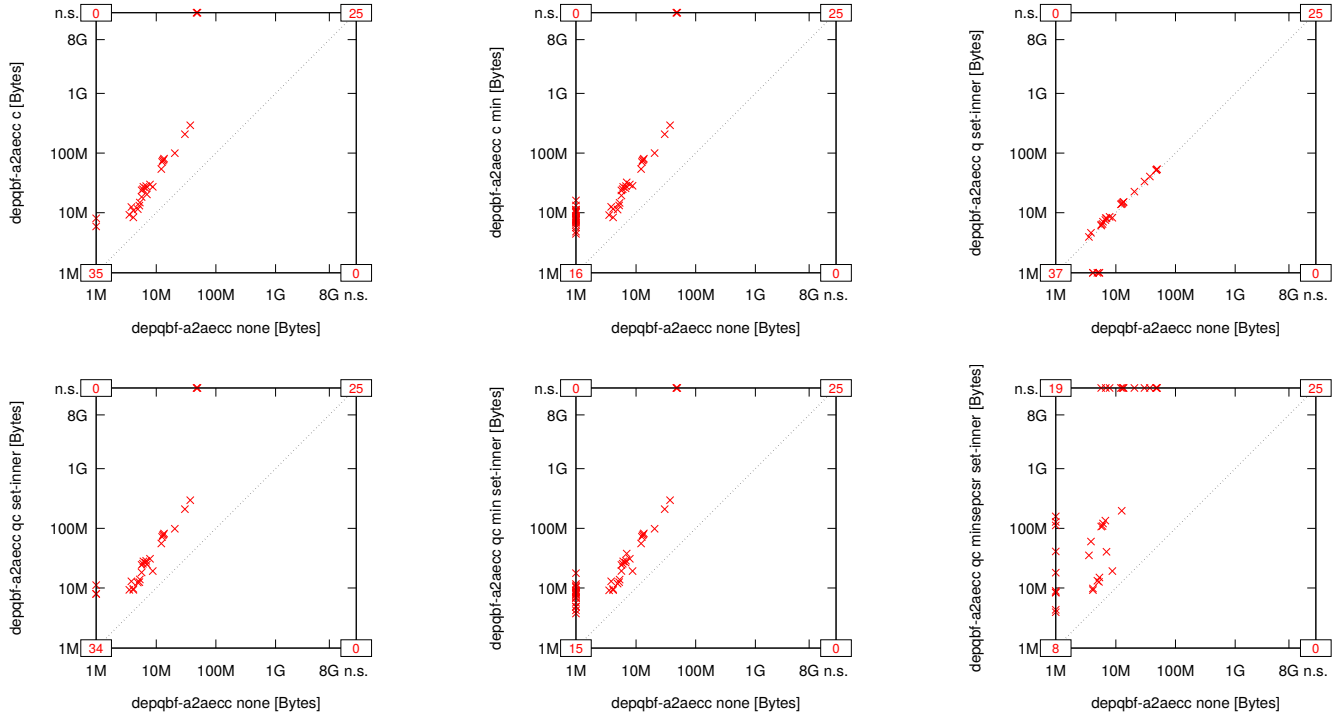 n.s. 0 25
8G
1G
100M
10M
1M 35 0
1M 10M 100M 1G 8G n.s.
depqbf-a2aecc c [Bytes]
depqbf-a2aecc none [Bytes]
n.s. 0 25
8G
1G
100M
10M
1M 16 0
1M 10M 100M 1G 8G n.s.
depqbf-a2aecc c min [Bytes]
depqbf-a2aecc none [Bytes]
n.s. 0 25
8G
1G
100M
10M
1M 37 0
1M 10M 100M 1G 8G n.s.
depqbf-a2aecc q set-inner [Bytes]
depqbf-a2aecc none [Bytes]
n.s. 0 25
8G
1G
100M
10M
1M 34 0
1M 10M 100M 1G 8G n.s.
depqbf-a2aecc qc set-inner [Bytes]
depqbf-a2aecc none [Bytes]
n.s. 0 25
8G
1G
100M
10M
1M 15 0
1M 10M 100M 1G 8G n.s.
depqbf-a2aecc qc min set-inner [Bytes]
depqbf-a2aecc none [Bytes]
n.s. 19 25
8G
1G
100M
10M
1M 8 0
1M 10M 100M 1G 8G n.s.
depqbf-a2aecc qc minsepcsr set-inner [Bytes]
depqbf-a2aecc none [Bytes]